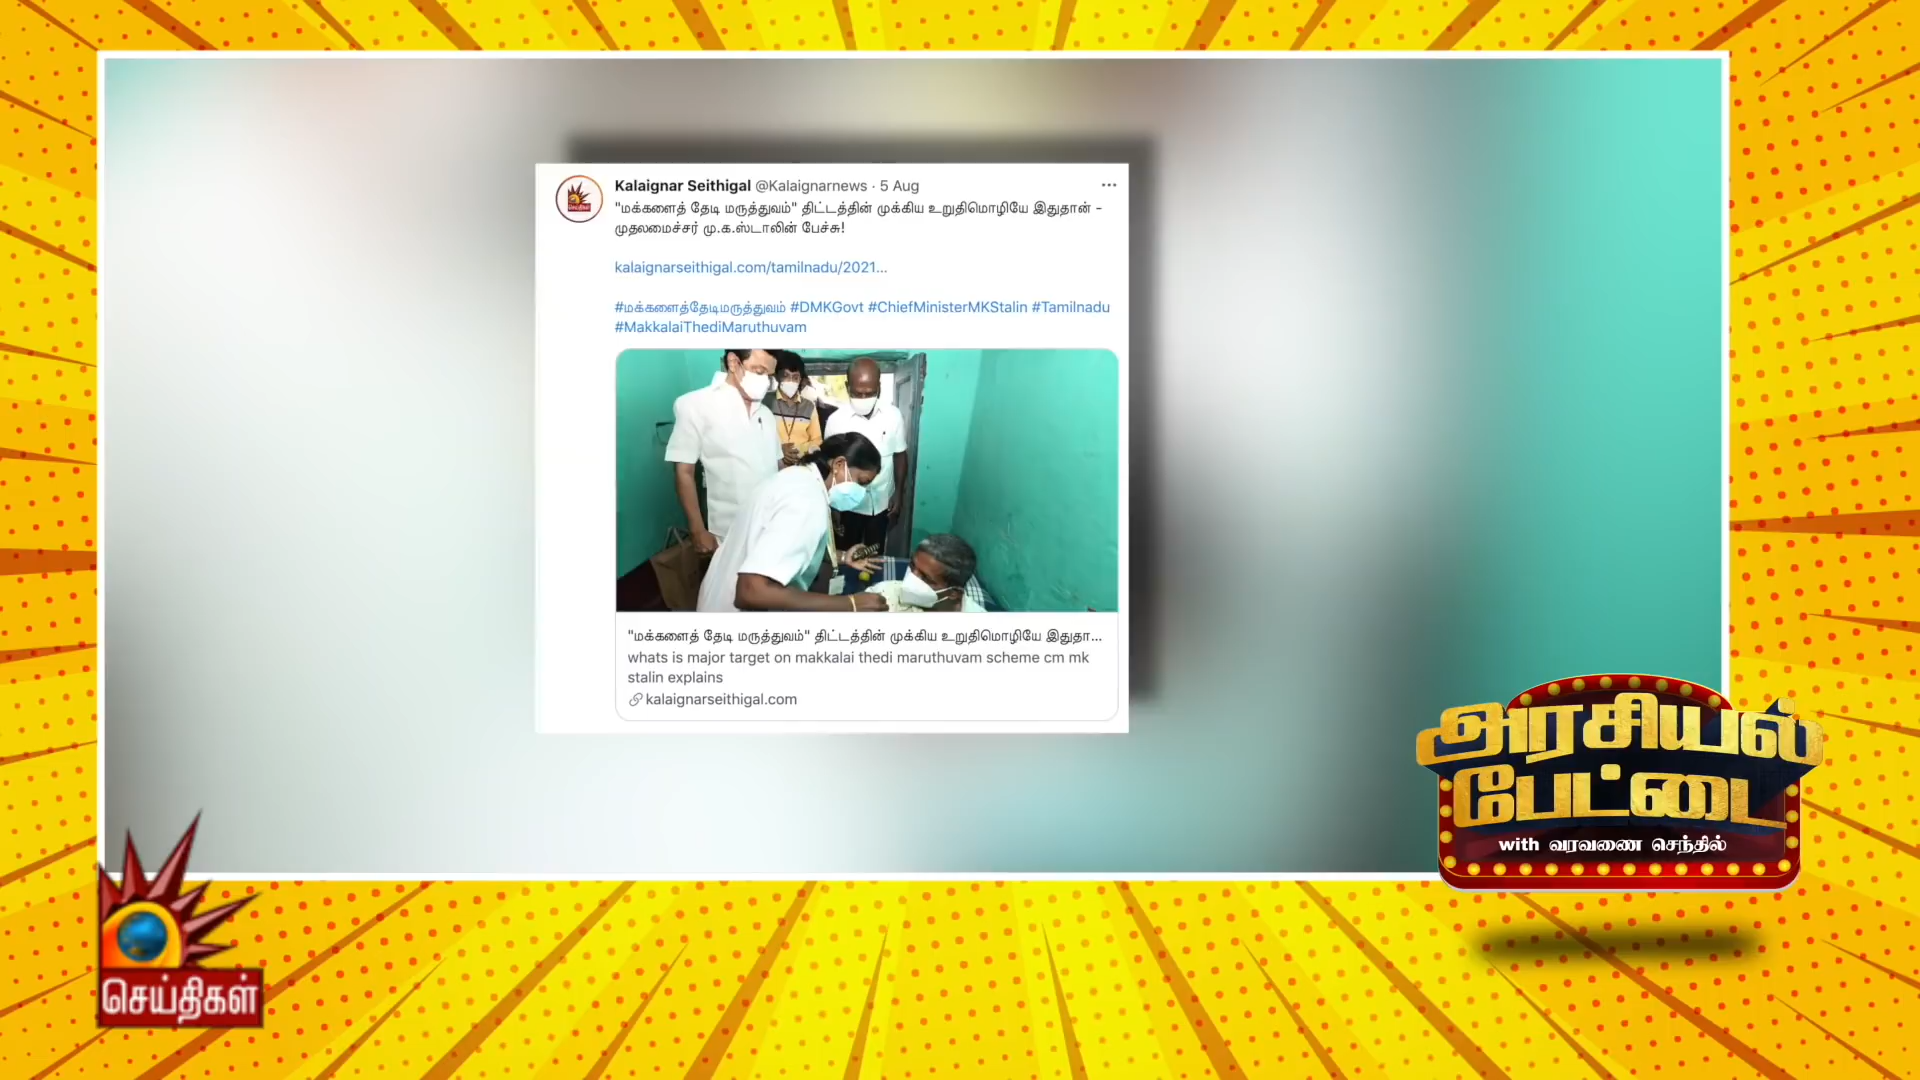 Kalaignar Seithigal @Kalaignarnews · 5 Aug
"மக்களைத் தேடி மருத்துவம்" திட்டத்தின் முக்கிய உறுதிமொழியே இதுதான் -
முதலமைச்சர் மு.க.ஸ்டாலின் பேச்சு!
kalaignarseithigal.com/tamilnadu/2021...
#மக்களைத்தேடிமருத்துவம் #DMKGovt #ChiefMinisterMKStalin #Tamilnadu
#MakkalaiThediMaruthuvam
"மக்களைத் தேடி மருத்துவம்" திட்டத்தின் முக்கிய உறுதிமொழியே இதுதா...
whats is major target on makkalai thedi maruthuvam scheme cm mk
stalin explains
kalaignarseithigal.com
அரசியல்
பேட்டை
with வரவணை செந்தில்
செய்திகள்